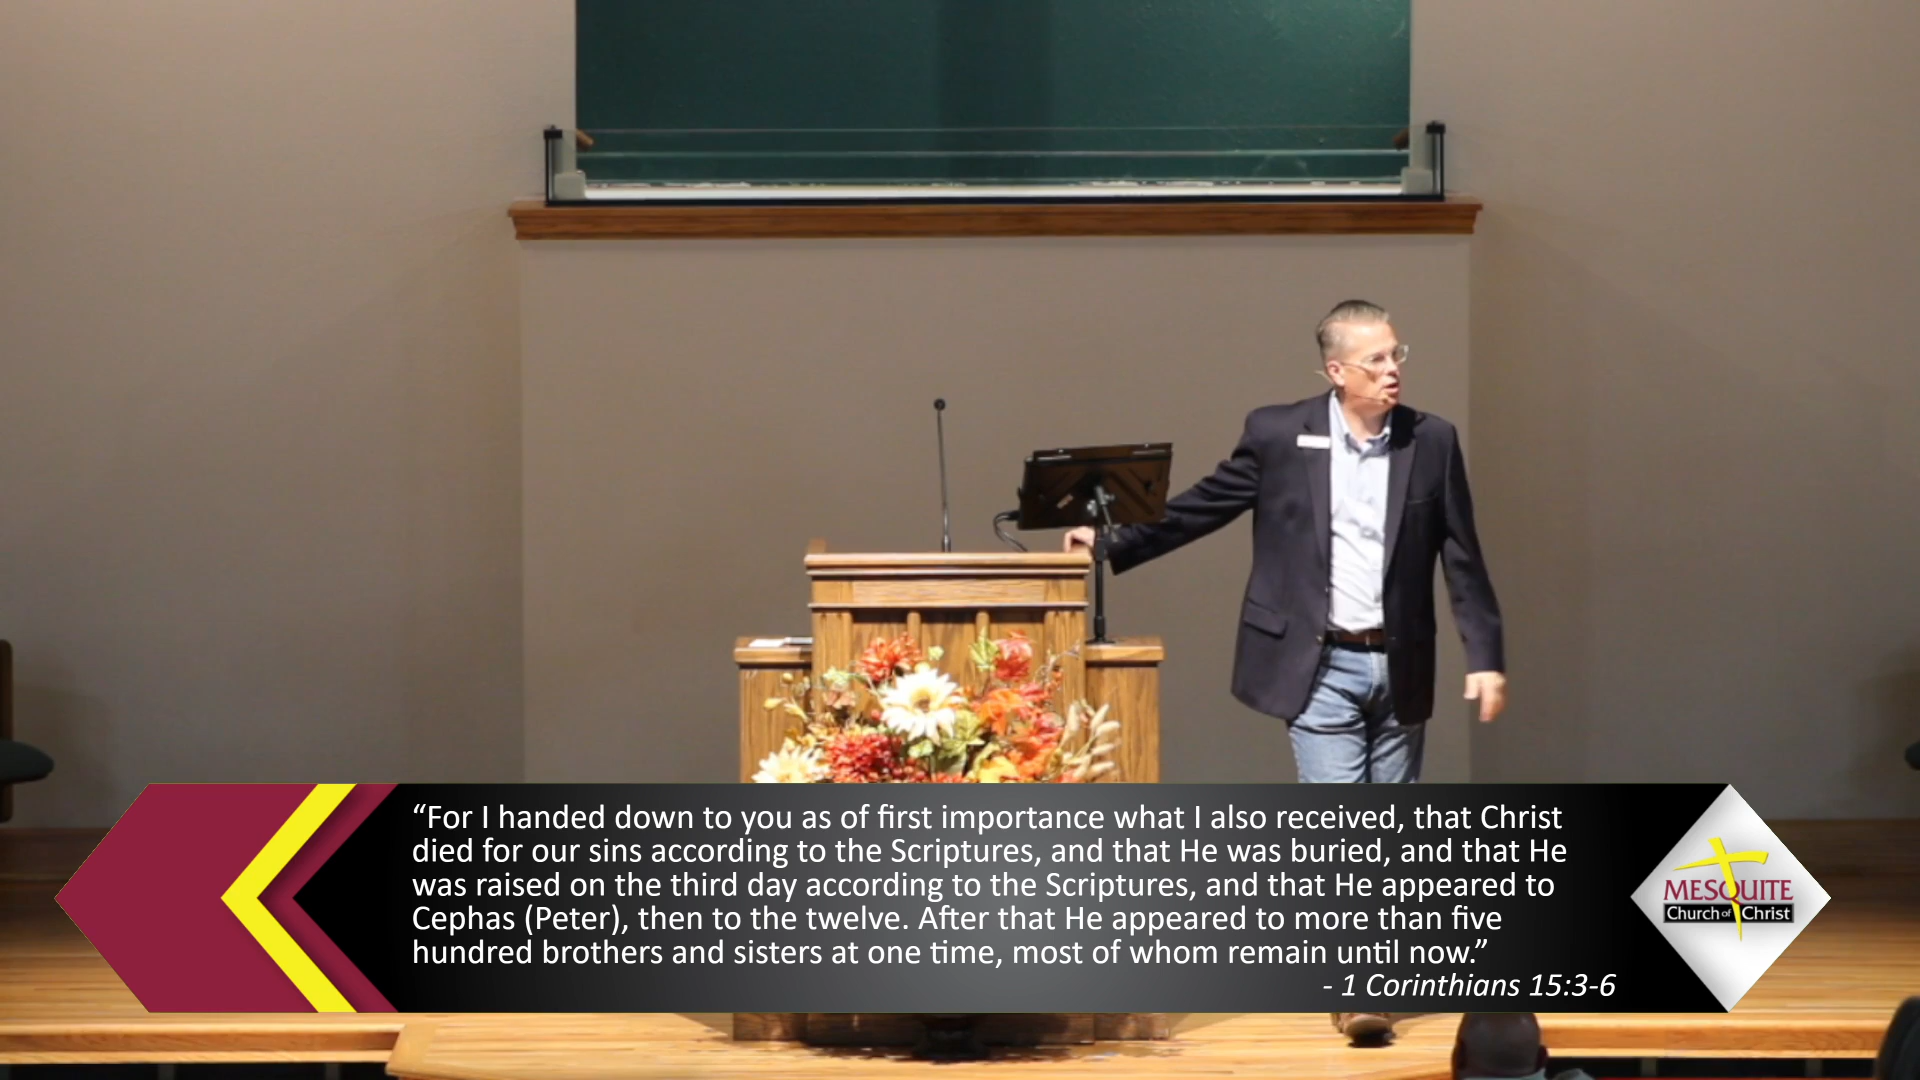 “For I handed down to you as of first importance what I also received, that Christ
died for our sins according to the Scriptures, and that He was buried, and that He
was raised on the third day according to the Scriptures, and that He appeared to
Cephas (Peter), then to the twelve. After that He appeared to more than five
hundred brothers and sisters at one time, most of whom remain until now.”
- 1 Corinthians 15:3-6
MESQUITE
Church of Christ